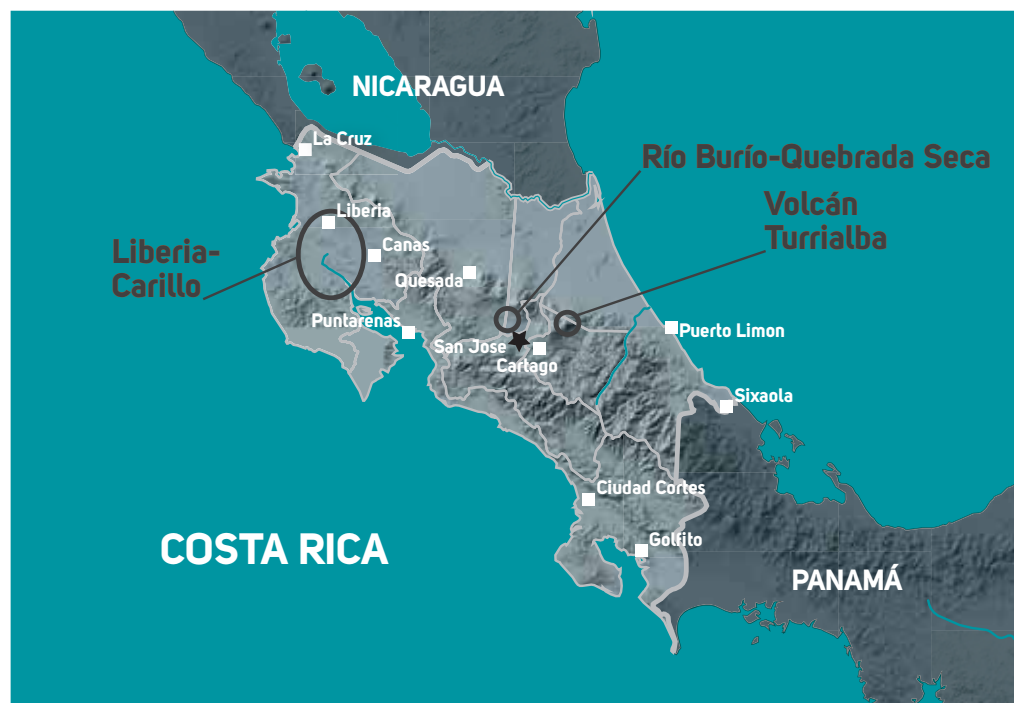 NICARAGUA
La Cruz
Río Burío-Quebrada Seca
Volcán
Turrialba
Liberia
Liberia-
Carillo
Canas
Quesada
Puntarenas
San Jose
Cartago
Puerto Limon
Sixaola
Ciudad Cortes
Golfito
COSTA RICA
PANAMÁ